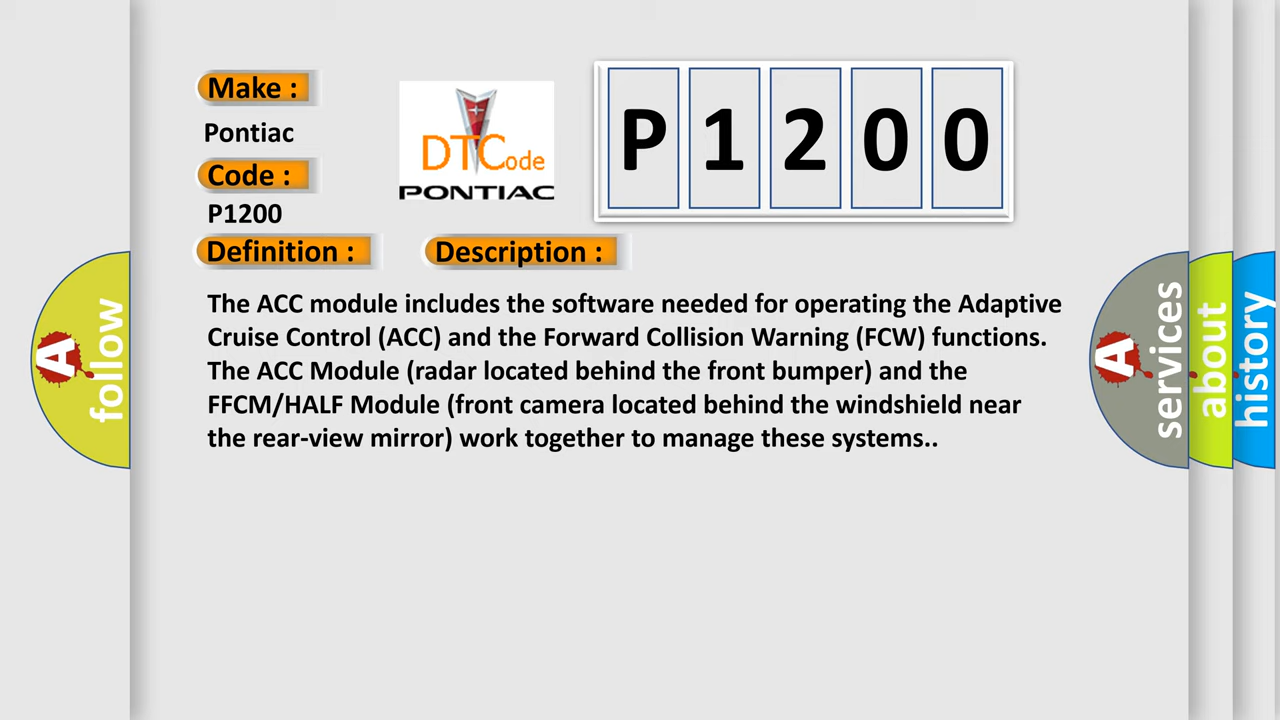 Make :
Pontiac
Code :
P1200
Definition :
Description :
DTCode
PONTIAC
P 1 2 0 0
The ACC module includes the software needed for operating the Adaptive
Cruise Control (ACC) and the Forward Collision Warning (FCW) functions.
The ACC Module (radar located behind the front bumper) and the
FFCM/HALF Module (front camera located behind the windshield near
the rear-view mirror) work together to manage these systems..
A follow
A services
about
history